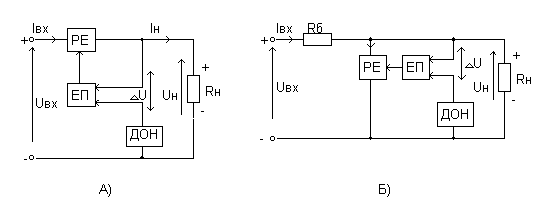 Iвх
Iн
+
РЕ
+
Uвх
ЕП
ΔU
Uн
Rн
-
ДОН
-
А)
Iвх
Rб
+
+
РЕ
ЕП
ΔU
Uн
Rн
Uвх
-
ДОН
-
Б)